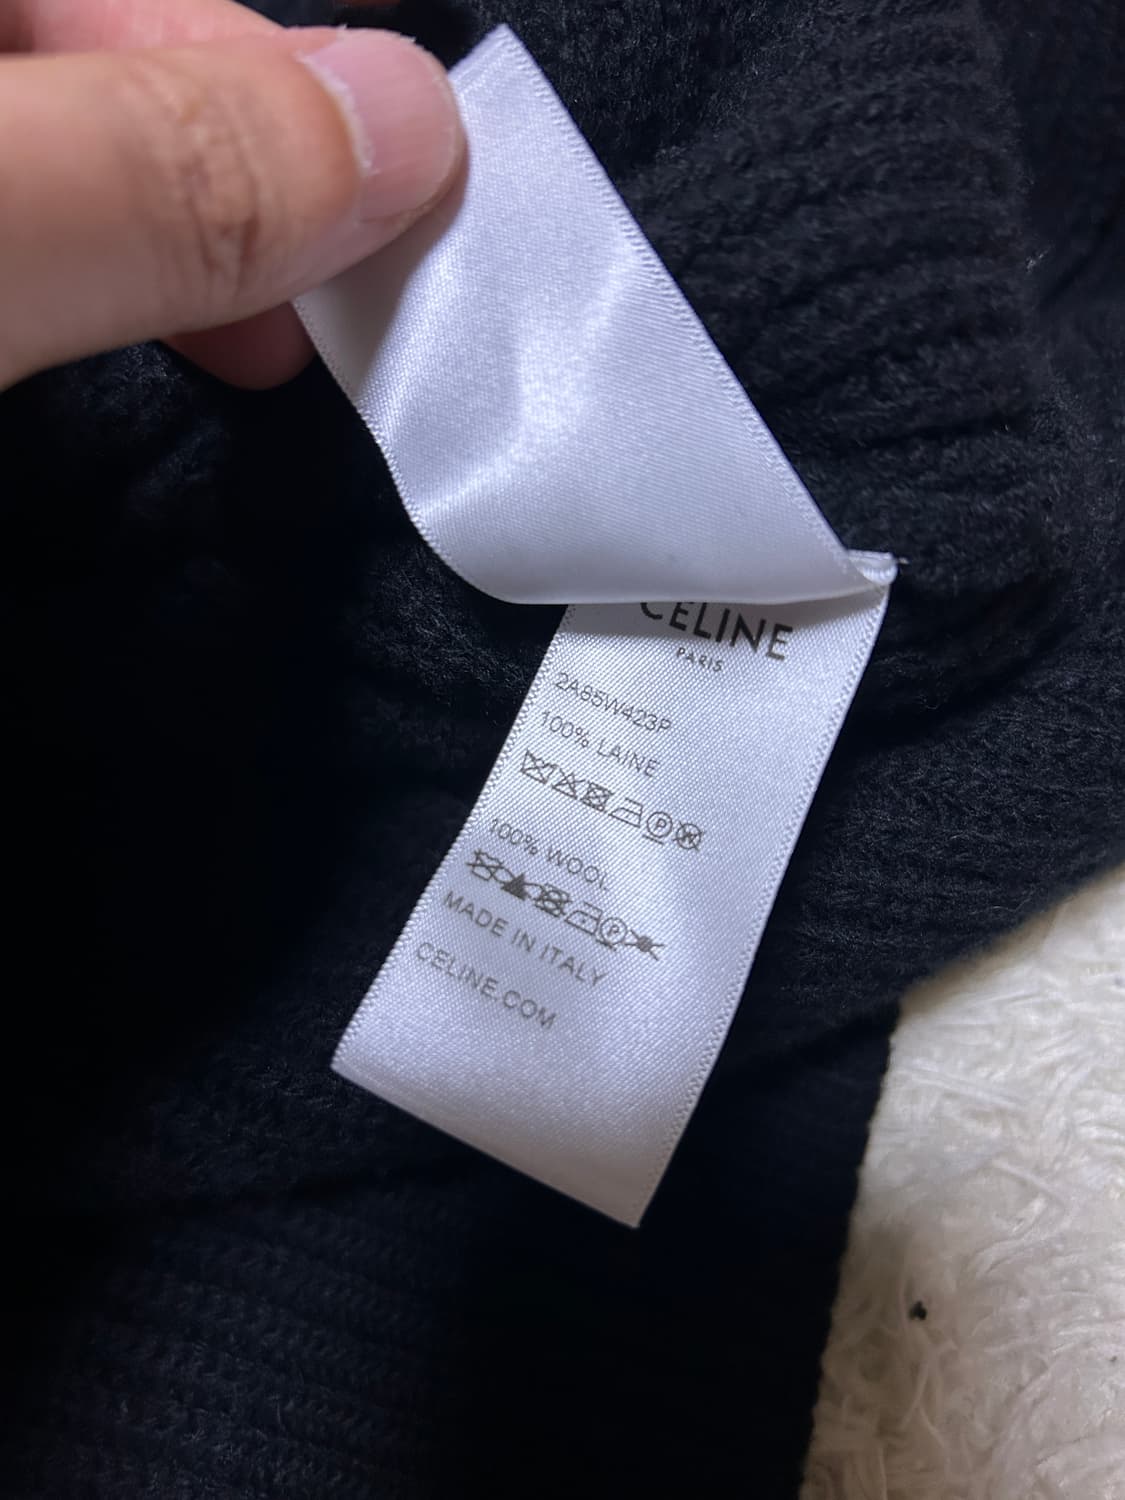 CELINE
PARIS
2A85W423P
100% LAINE
100% WOOL
MADE IN ITALY
CELINE.COM